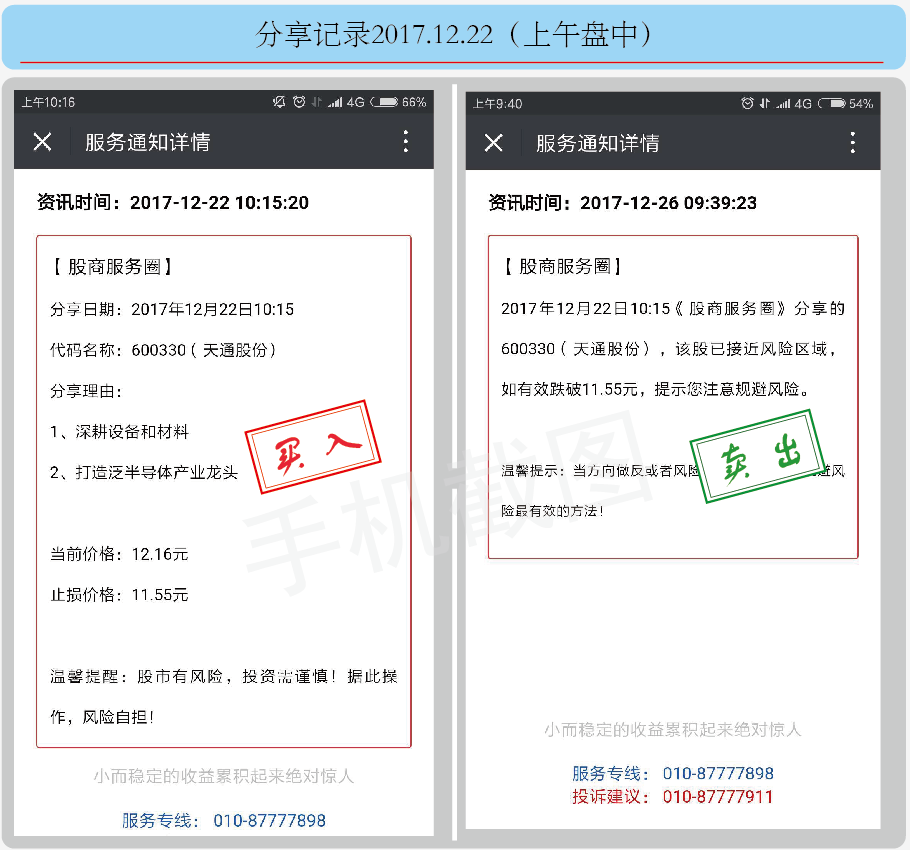 分享记录2017.12.22（上午盘中）
上午10:16
4G
66%
服务通知详情
资讯时间：2017-12-22 10:15:20
【 股商服务圈】
分享日期：2017年12月22日10:15
代码名称：600330（ 天通股份）
分享理由：
1、深耕设备和材料
2、打造泛半导体产业龙头
买入
当前价格：12.16元
止损价格：11.55元
温馨提醒：股市有风险，投资需谨慎！据此操
作，风险自担！
小而稳定的收益累积起来绝对惊人
服务专线： 010-87777898
上午9:40
4G
54%
服务通知详情
资讯时间：2017-12-26 09:39:23
【 股商服务圈】
2017年12月22日10:15《 股商服务圈》分享的
600330（ 天通股份），该股已接近风险区域，
如有效跌破11.55元，提示您注意规避风险。
卖出
温馨提示：当方向做反或者风险 避风
险最有效的方法！
小而稳定的收益累积起来绝对惊人
服务专线： 010-87777898
投诉建议： 010-87777911
手机截图